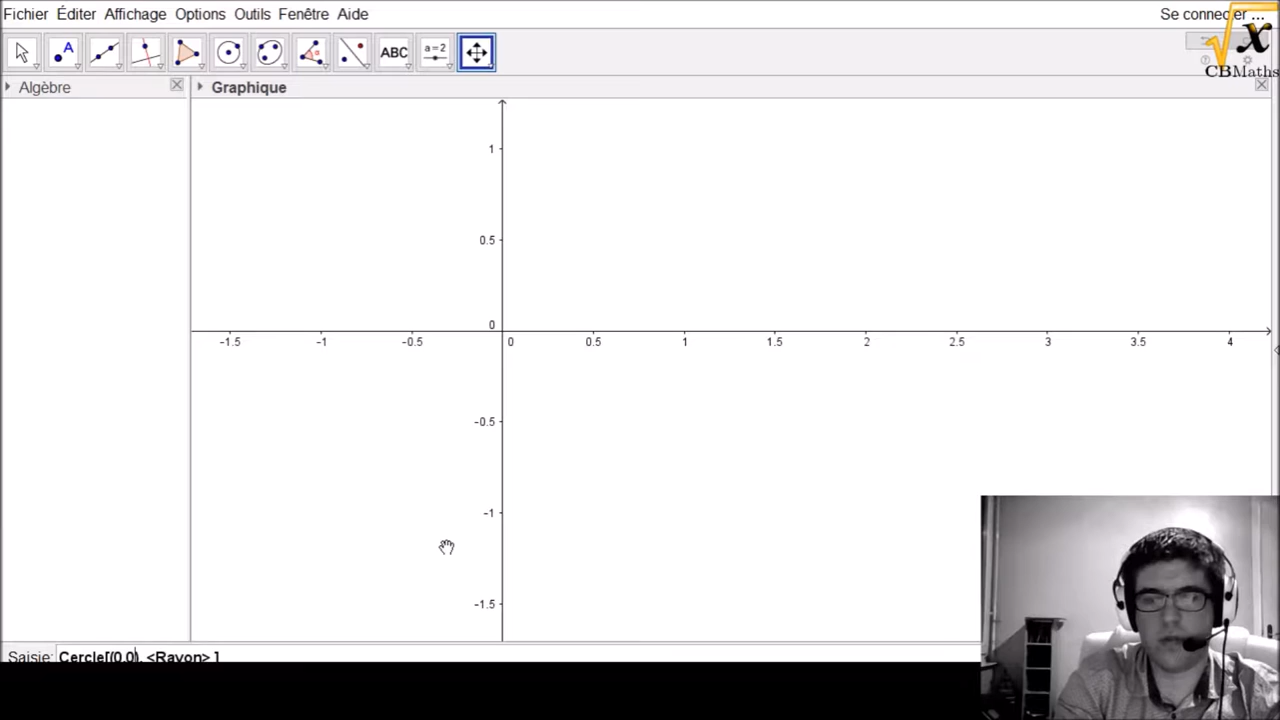 Fichier Éditer Affichage Options Outils Fenêtre Aide
Se connecter ...
A
ABC
a=2
x
CBMaths
Algèbre
Graphique
1
0.5
0
-1.5 -1 -0.5 0 0.5 1 1.5 2 2.5 3 3.5 4
-0.5
-1
-1.5
Saisie: Cercle[(0,0), <Rayon> ]